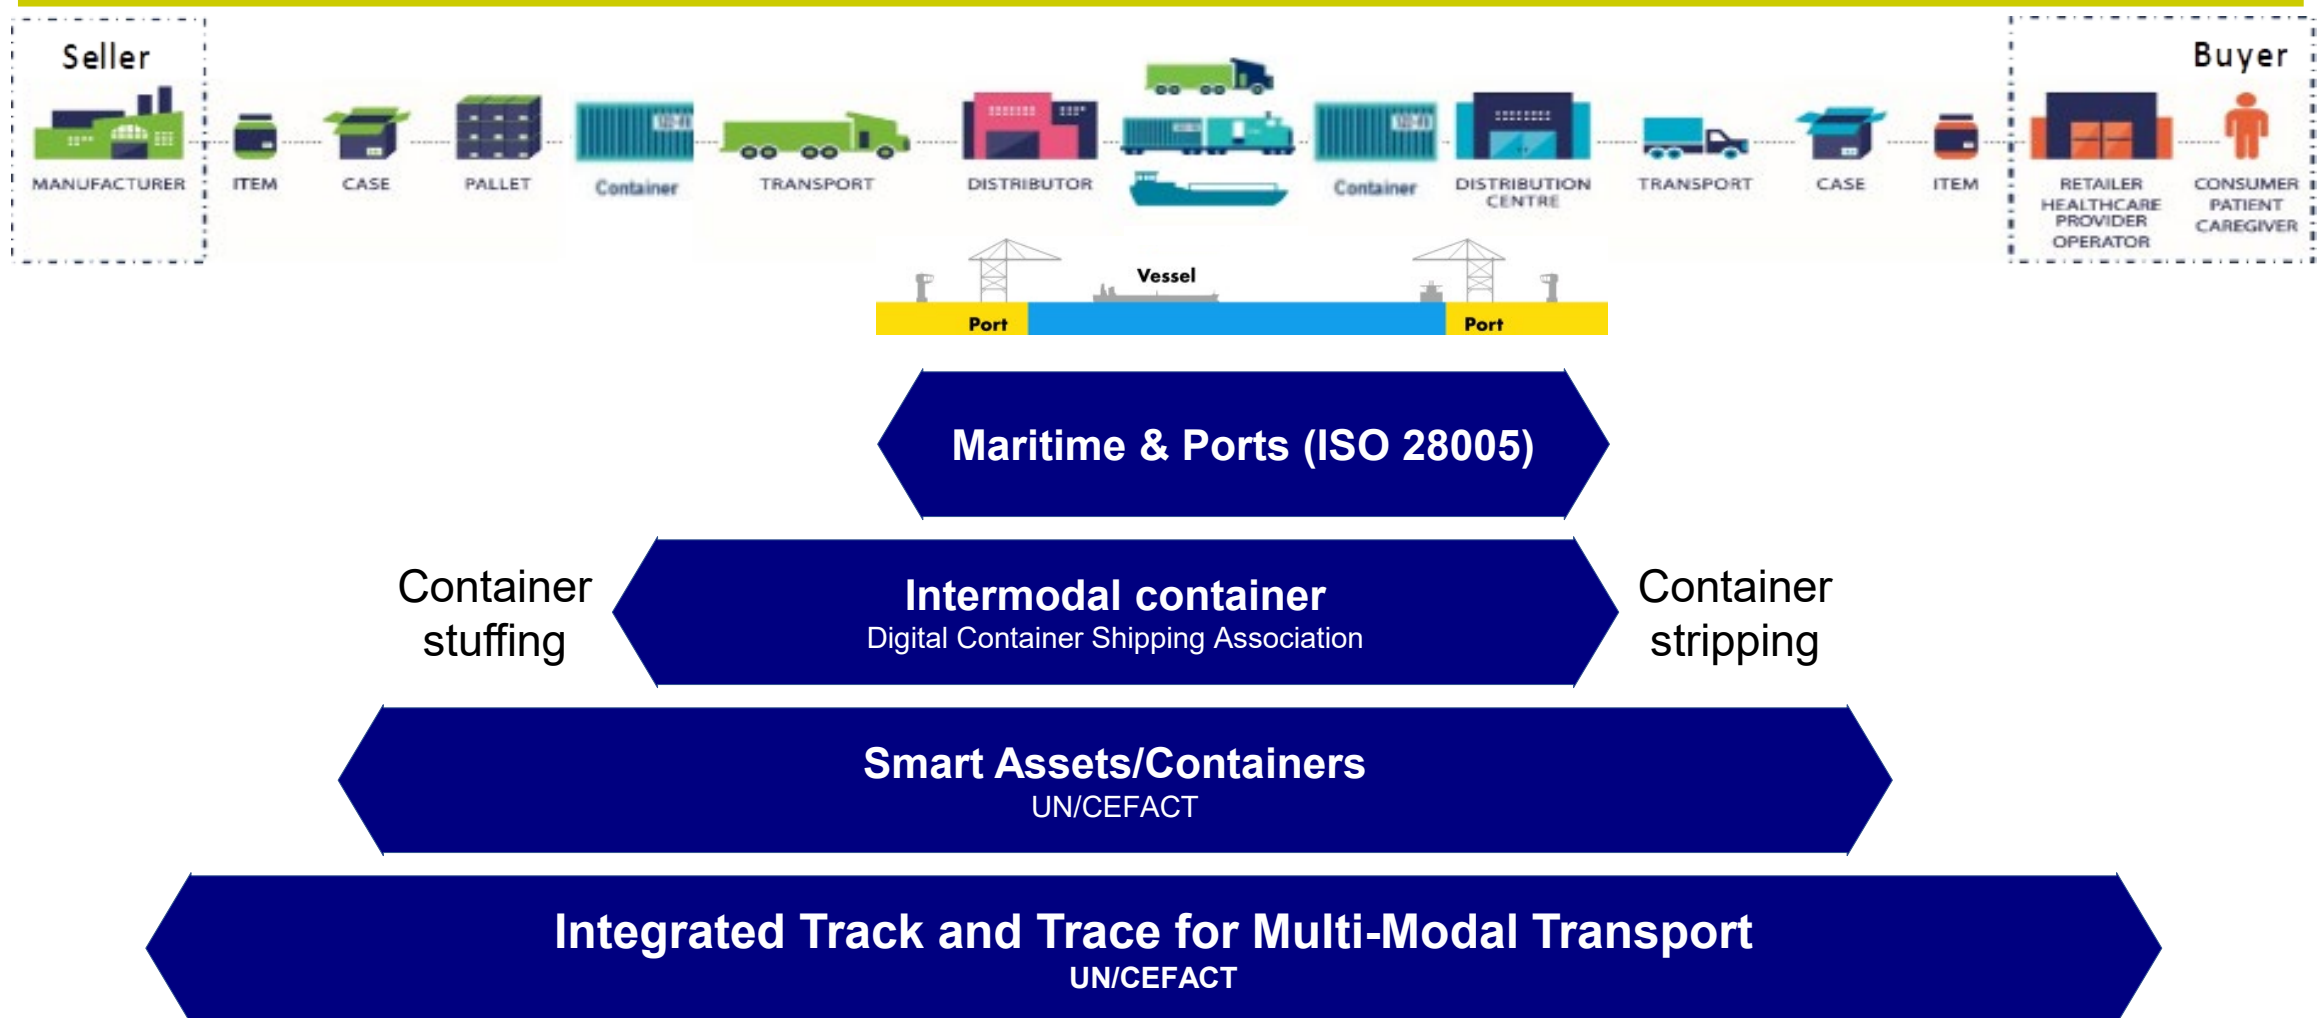 Seller
Buyer
MANUFACTURER
ITEM
CASE
PALLET
Container
TRANSPORT
DISTRIBUTOR
Container
DISTRIBUTION
CENTRE
TRANSPORT
CASE
ITEM
RETAILER
HEALTHCARE
PROVIDER
OPERATOR
CONSUMER
PATIENT
CAREGIVER
Vessel
Port
Port
Maritime & Ports (ISO 28005)
Container
stuffing
Intermodal container
Digital Container Shipping Association
Container
stripping
Smart Assets/Containers
UN/CEFACT
Integrated Track and Trace for Multi-Modal Transport
UN/CEFACT